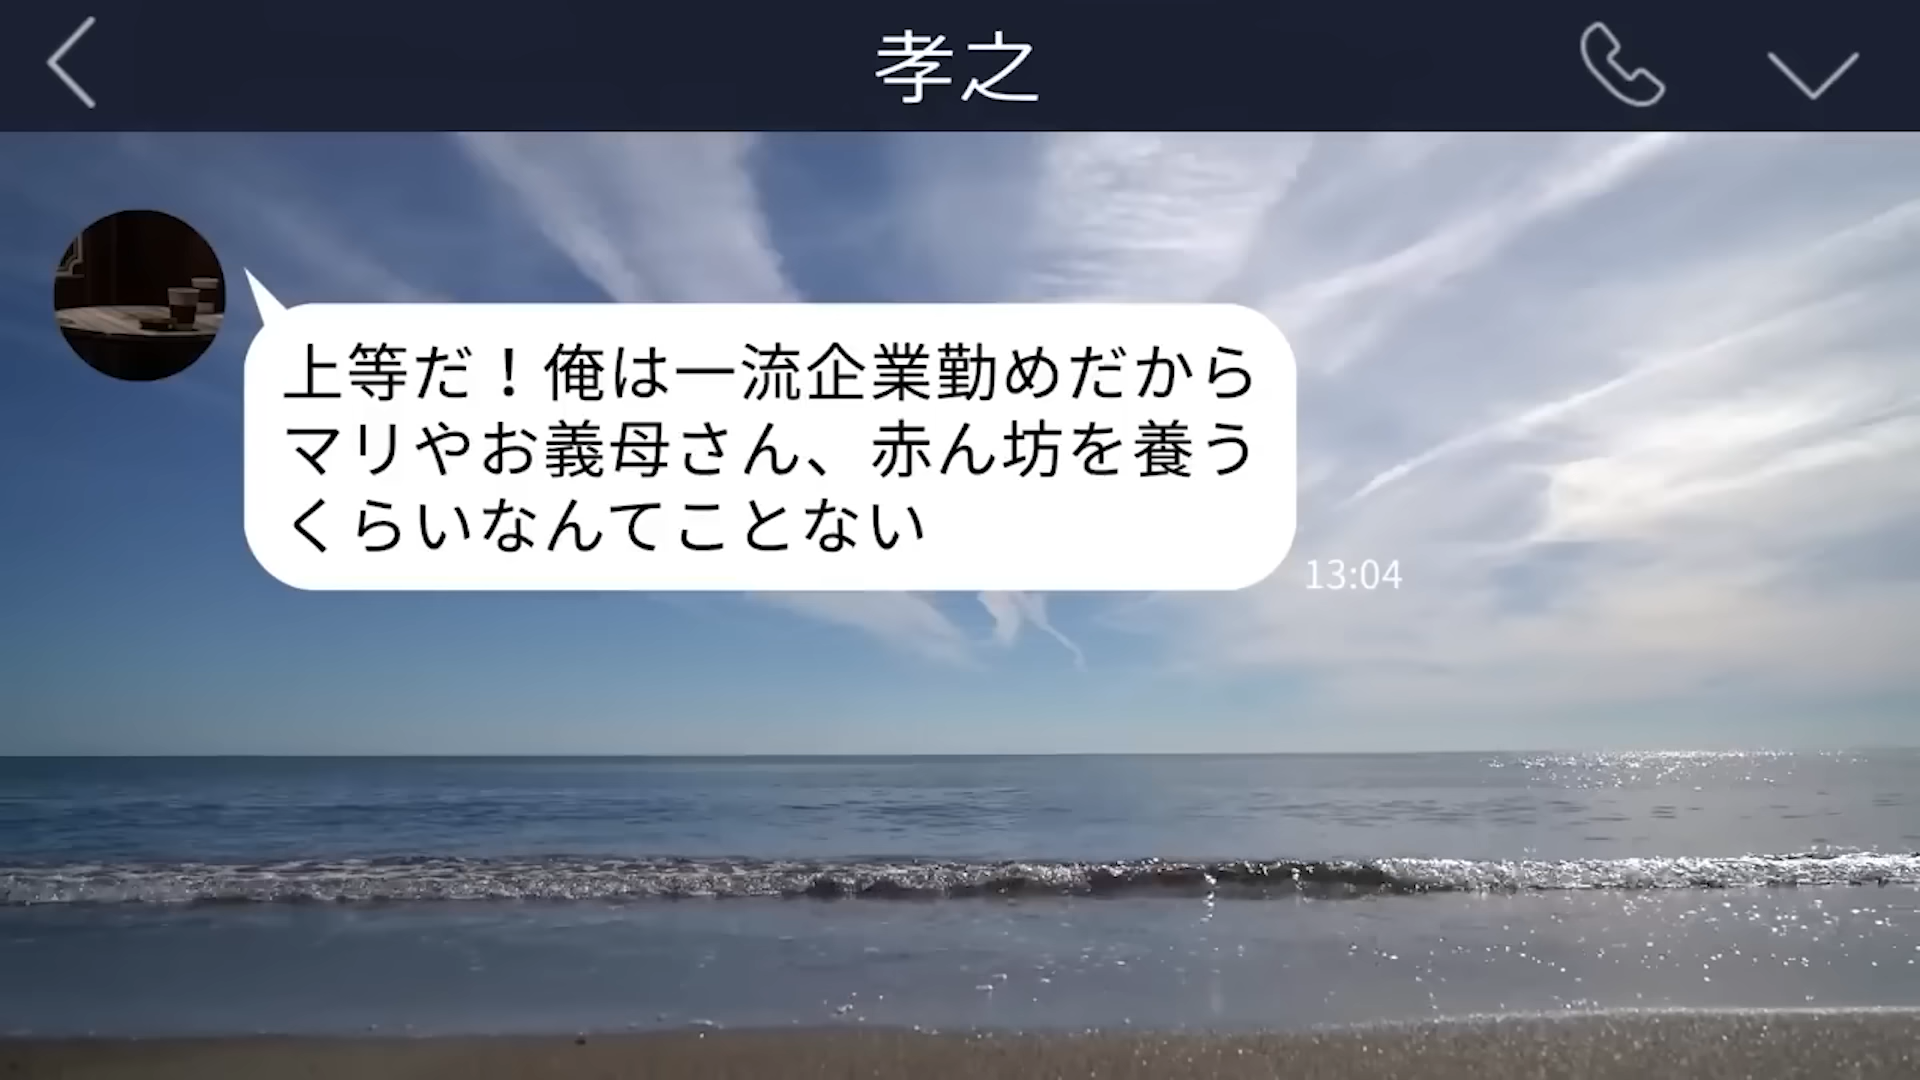 孝之
上等だ！俺は一流企業勤めだから
マリやお義母さん、赤ん坊を養う
くらいなんてことない
13:04